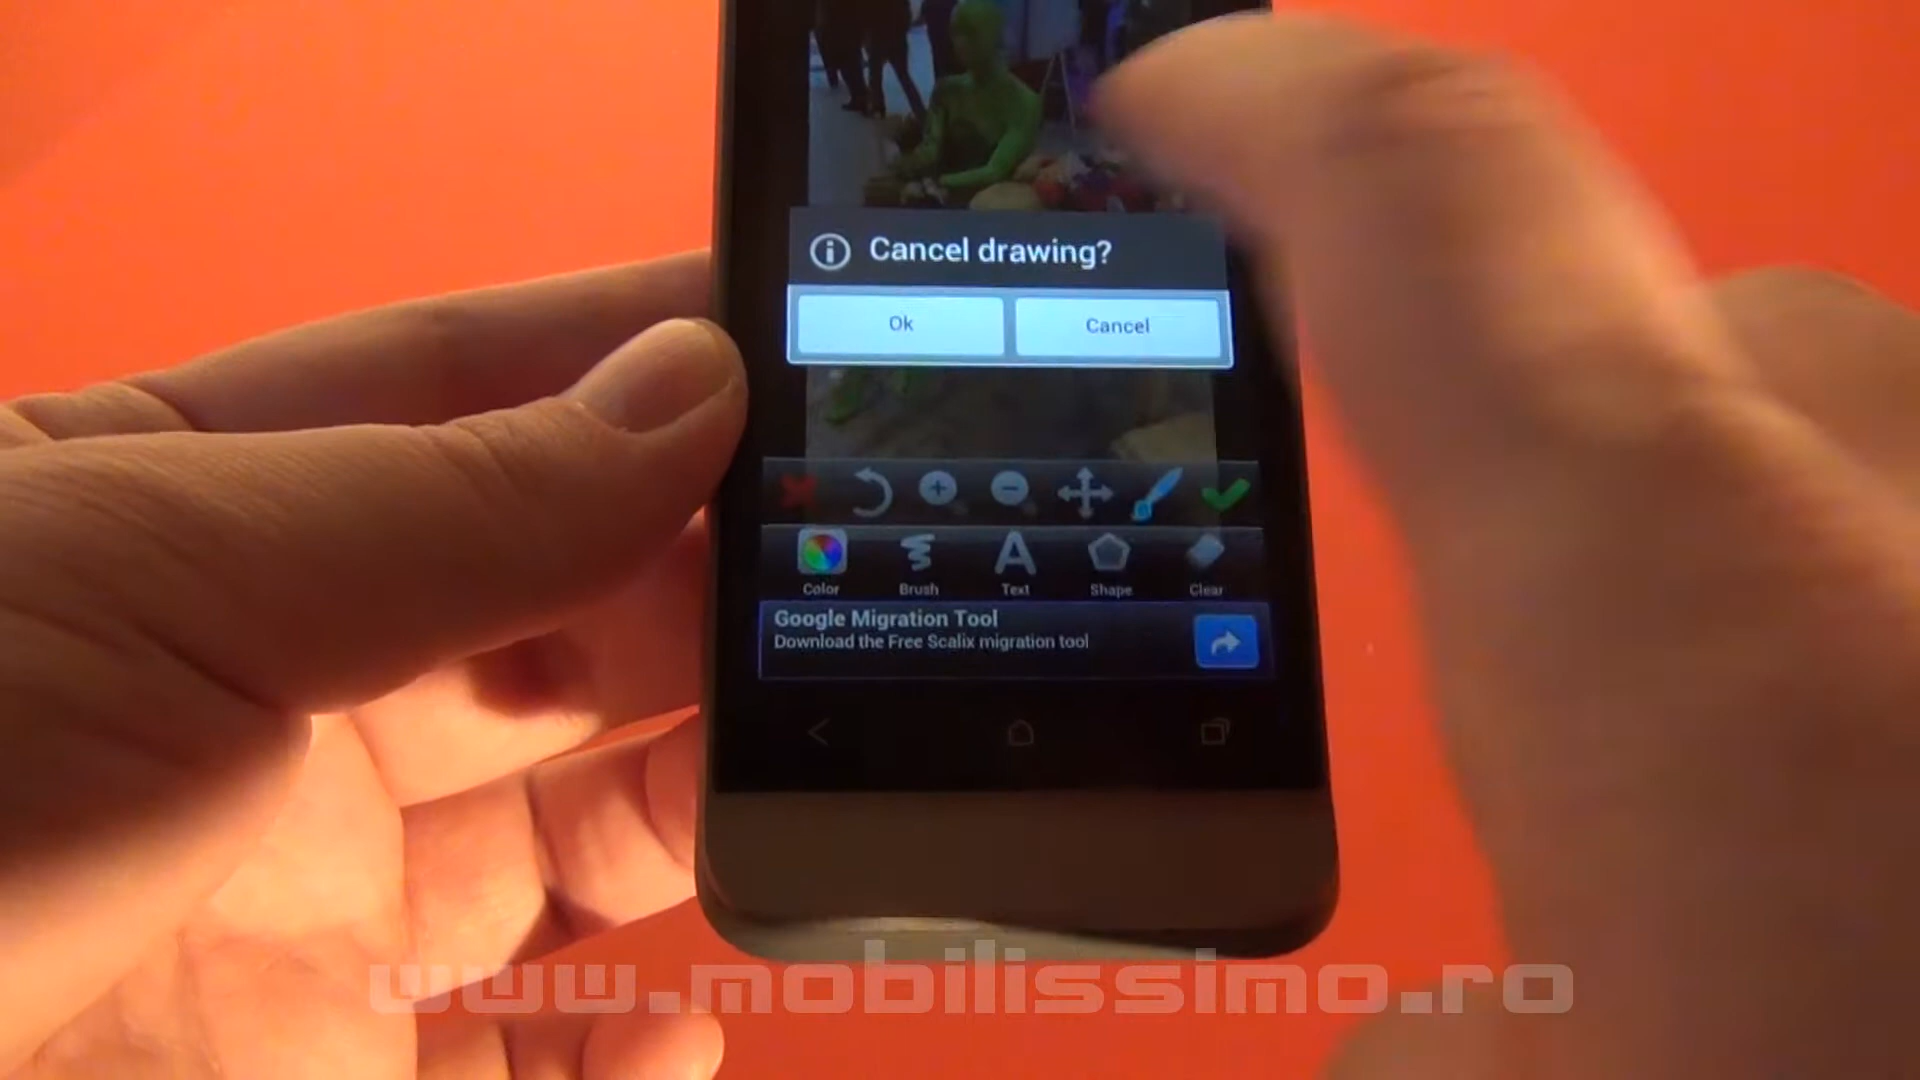 Cancel drawing?
Ok Cancel
Color Brush Text Shape Clear
Google Migration Tool
Download the Free Scalix migration tool
www.mobilissimo.ro